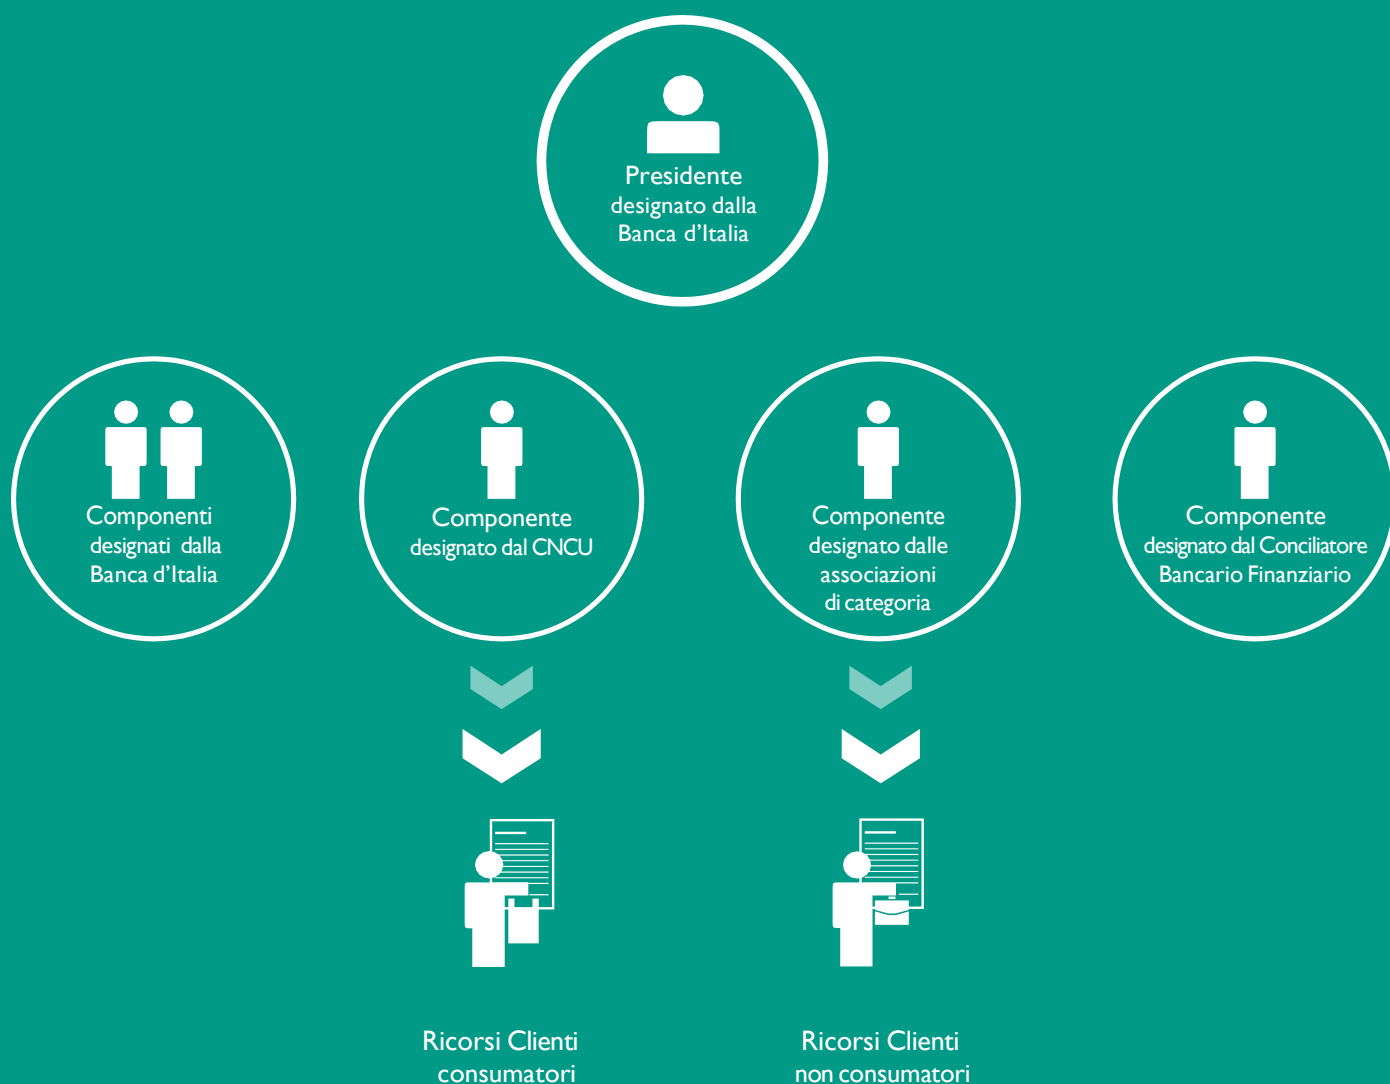 Presidente
designato dalla
Banca d'Italia
Componenti
designati dalla
Banca d'Italia
Componente
designato dal CNCU
Componente
designato dalle
associazioni
di categoria
Componente
designato dal Conciliatore
Bancario Finanziario
Ricorsi Clienti
consumatori
Ricorsi Clienti
non consumatori